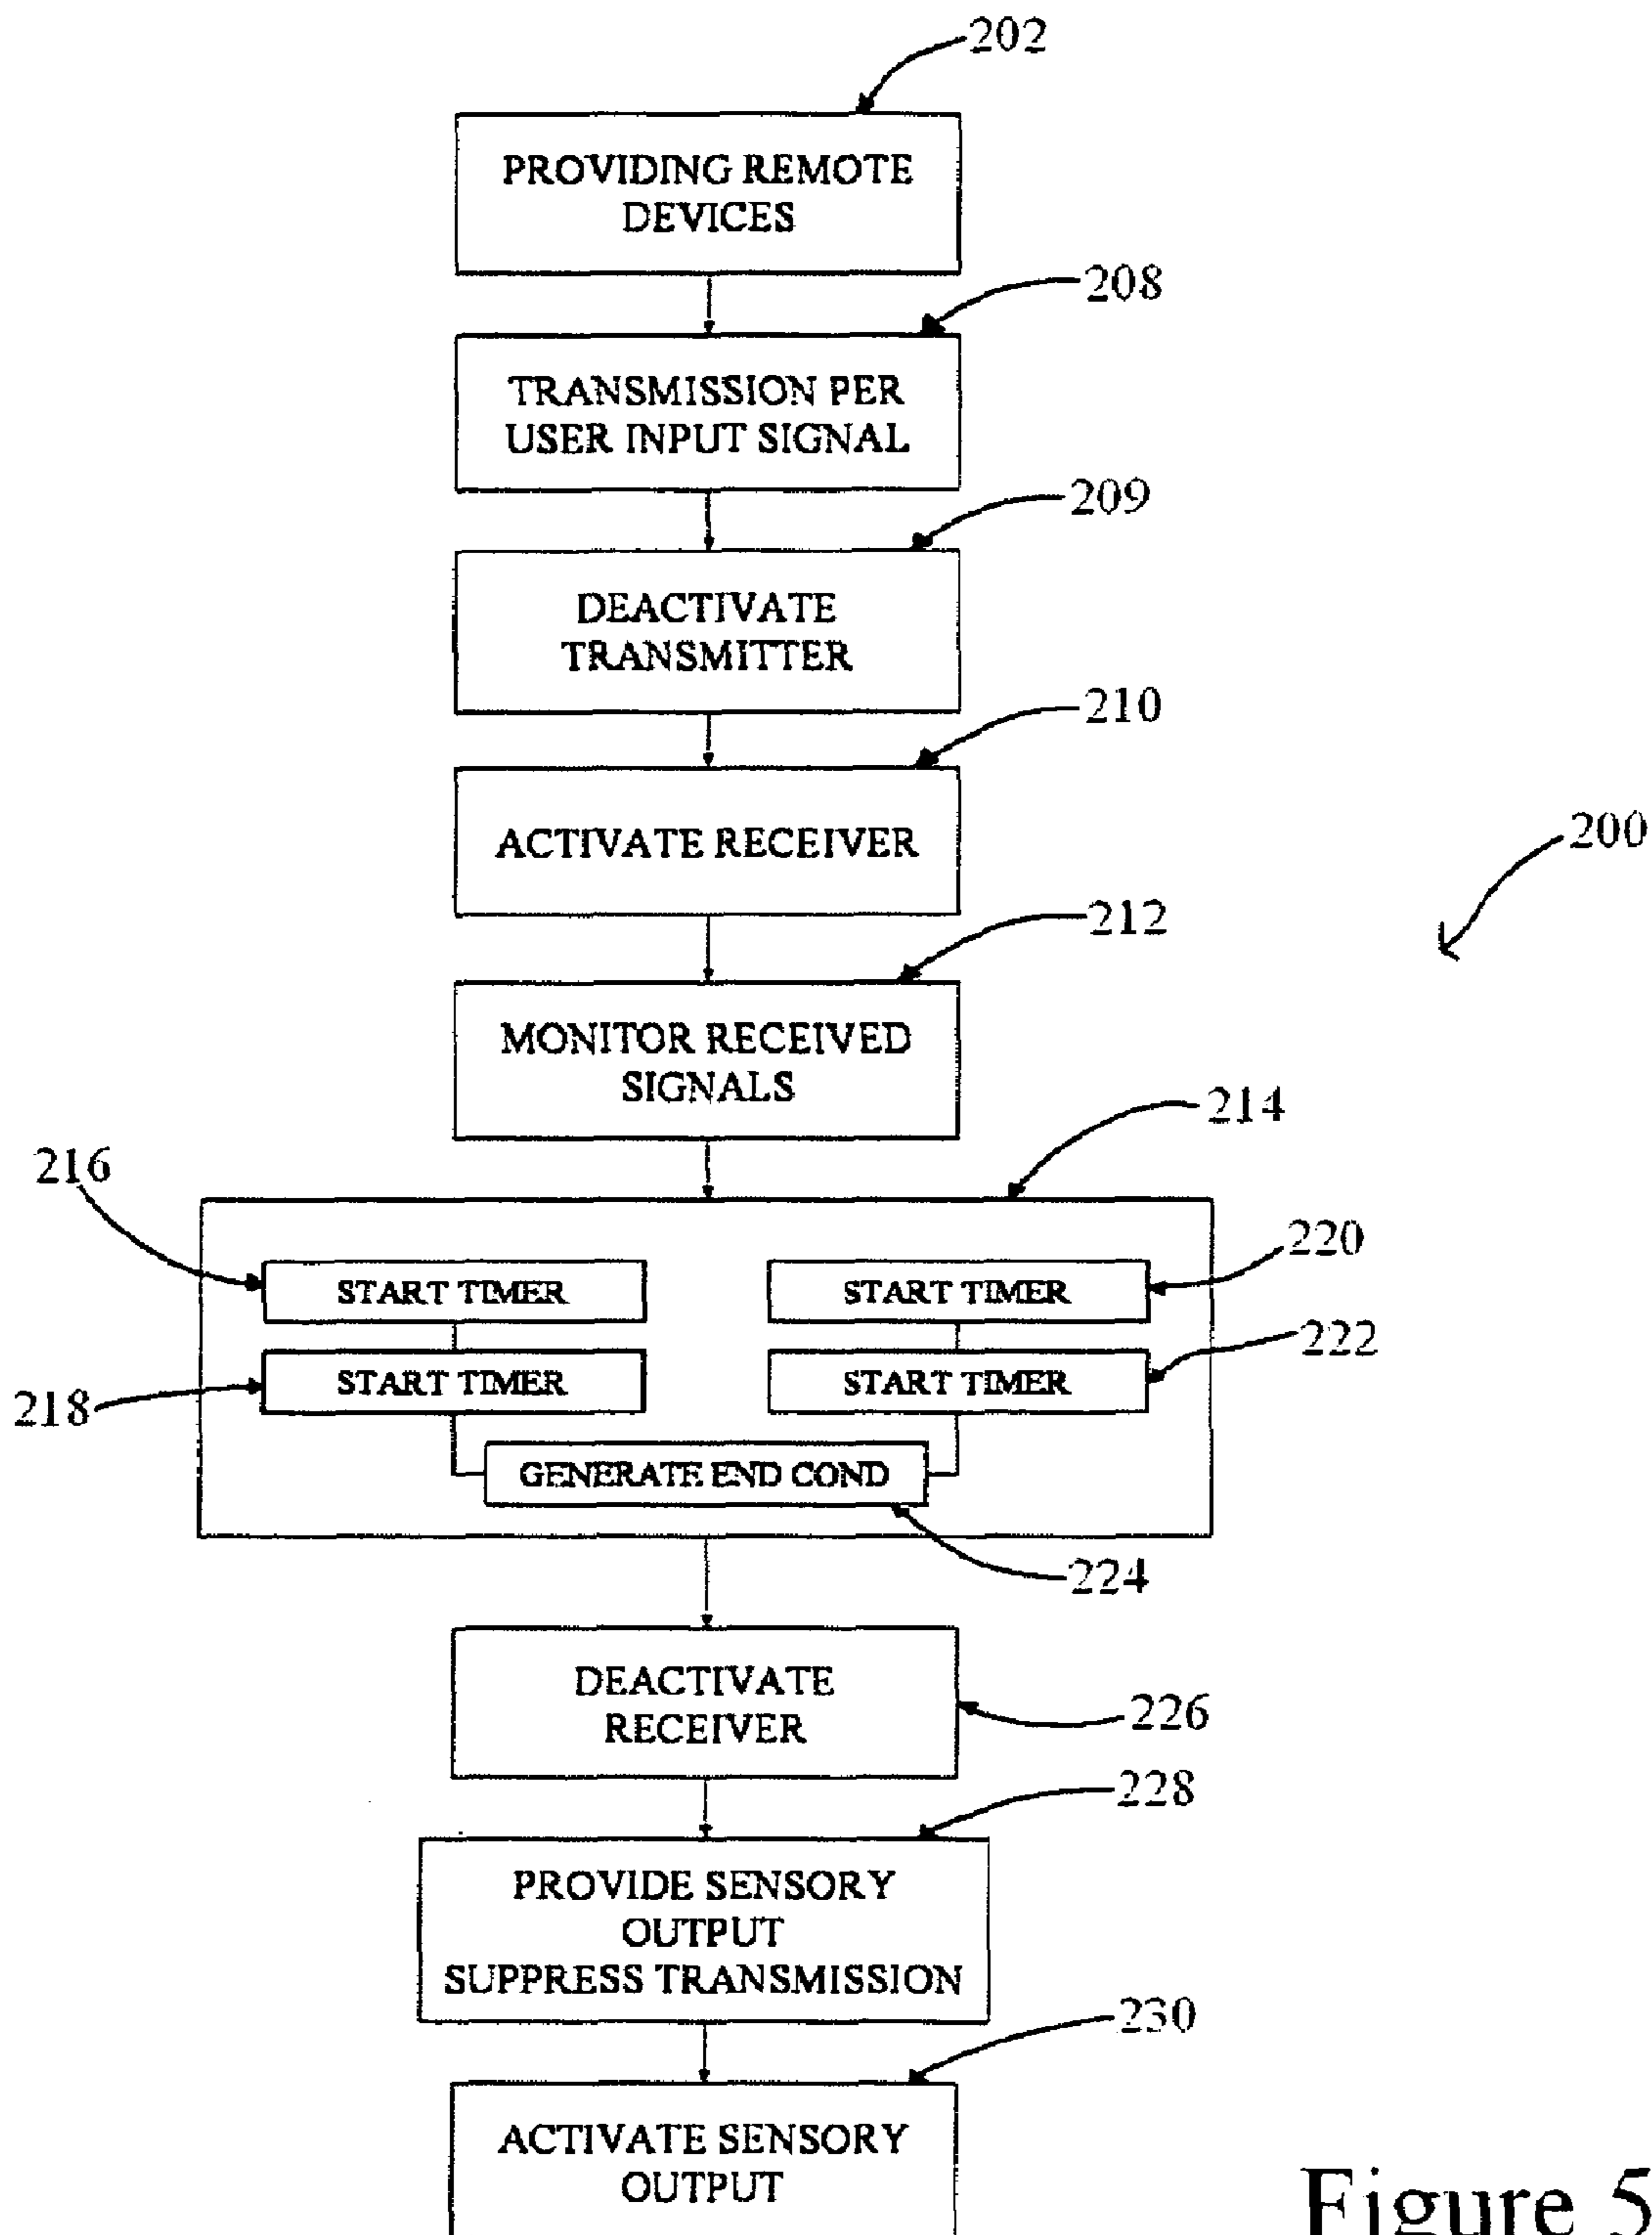 202
PROVIDING REMOTE
DEVICES
208
TRANSMISSION PER
USER INPUT SIGNAL
209
DEACTIVATE
TRANSMITTER
210
ACTIVATE RECEIVER
200
212
MONITOR RECEIVED
SIGNALS
214
216
220
START TIMER
START TIMER
222
START TIMER
START TIMER
218
GENERATE END COND
224
DEACTIVATE
RECEIVER
226
228
PROVIDE SENSORY
OUTPUT
SUPPRESS TRANSMISSION
230
ACTIVATE SENSORY
OUTPUT
Figure 5